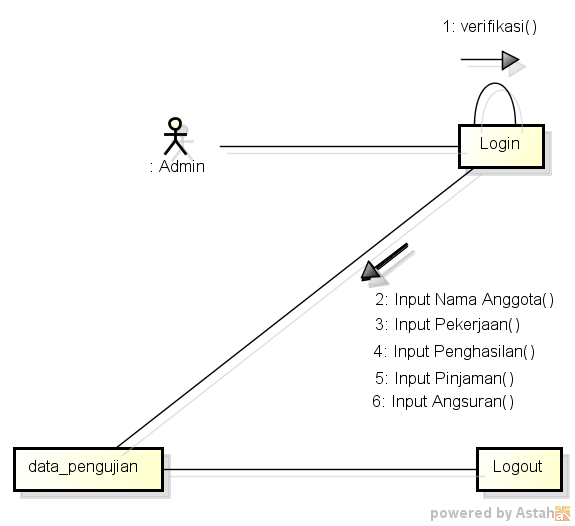 1: verifikasi()
Login
: Admin
2: Input Nama Anggota()
3: Input Pekerjaan()
4: Input Penghasilan()
5: Input Pinjaman()
6: Input Angsuran()
data_pengujian
Logout
powered by Astah